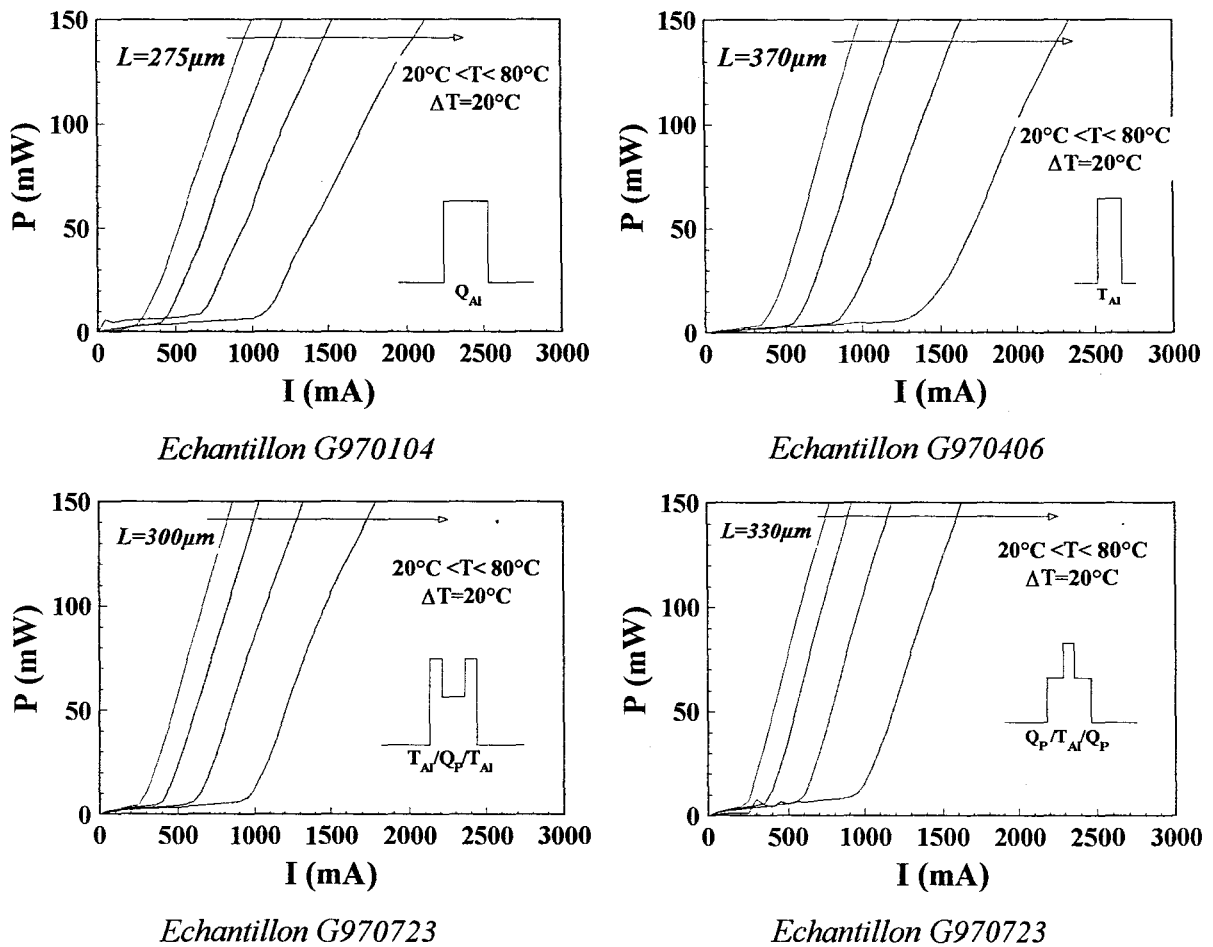 150
L=275µm
20°C <T< 80°C
ΔT=20°C
100
P (mW)
50
Q_Al
0
0 500 1000 1500 2000 2500 3000
I (mA)
Echantillon G970104
150
L=370µm
100
20°C <T< 80°C
ΔT=20°C
P (mW)
50
T_Al
0
0 500 1000 1500 2000 2500 3000
I (mA)
Echantillon G970406
150
L=300µm
20°C <T< 80°C
ΔT=20°C
100
P (mW)
50
T_Al/Q_P/T_Al
0
0 500 1000 1500 2000 2500 3000
I (mA)
Echantillon G970723
150
L=330µm
20°C <T< 80°C
ΔT=20°C
100
P (mW)
50
Q_P/T_Al/Q_P
0
0 500 1000 1500 2000 2500 3000
I (mA)
Echantillon G970723